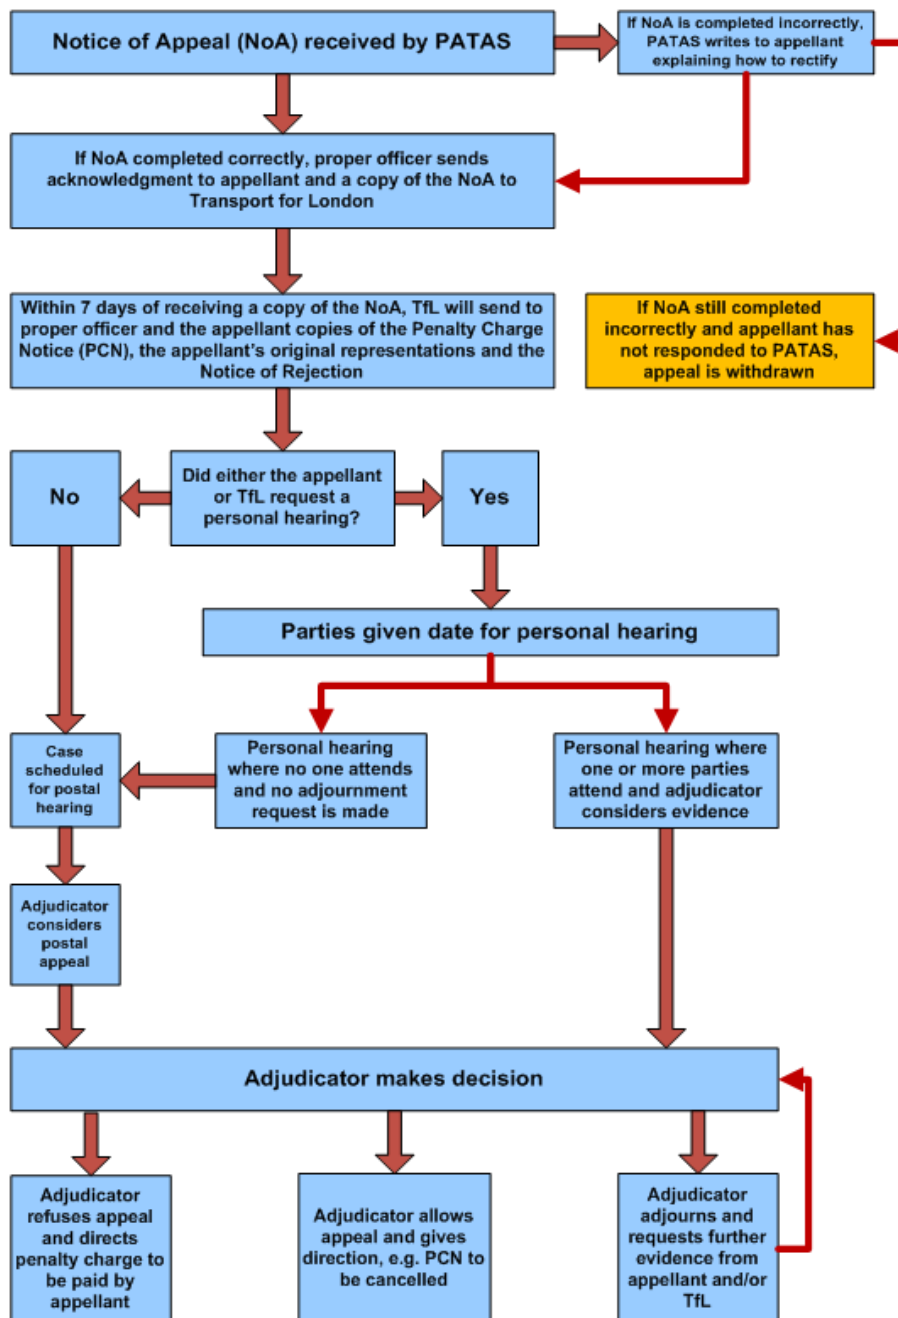 Notice of Appeal (NoA) received by PATAS
If NoA is completed incorrectly,
PATAS writes to appellant
explaining how to rectify
If NoA completed correctly, proper officer sends
acknowledgment to appellant and a copy of the NoA to
Transport for London
Within 7 days of receiving a copy of the NoA, TfL will send to
proper officer and the appellant copies of the Penalty Charge
Notice (PCN), the appellant's original representations and the
Notice of Rejection
If NoA still completed
incorrectly and appellant has
not responded to PATAS,
appeal is withdrawn
No
Did either the appellant
or TfL request a
personal hearing?
Yes
Parties given date for personal hearing
Case
scheduled
for postal
hearing
Personal hearing
where no one attends
and no adjournment
request is made
Personal hearing where
one or more parties
attend and adjudicator
considers evidence
Adjudicator
considers
postal
appeal
Adjudicator makes decision
Adjudicator
refuses appeal
and directs
penalty charge to
be paid by
appellant
Adjudicator allows
appeal and gives
direction, e.g. PCN to
be cancelled
Adjudicator
adjourns and
requests further
evidence from
appellant and/or
TfL